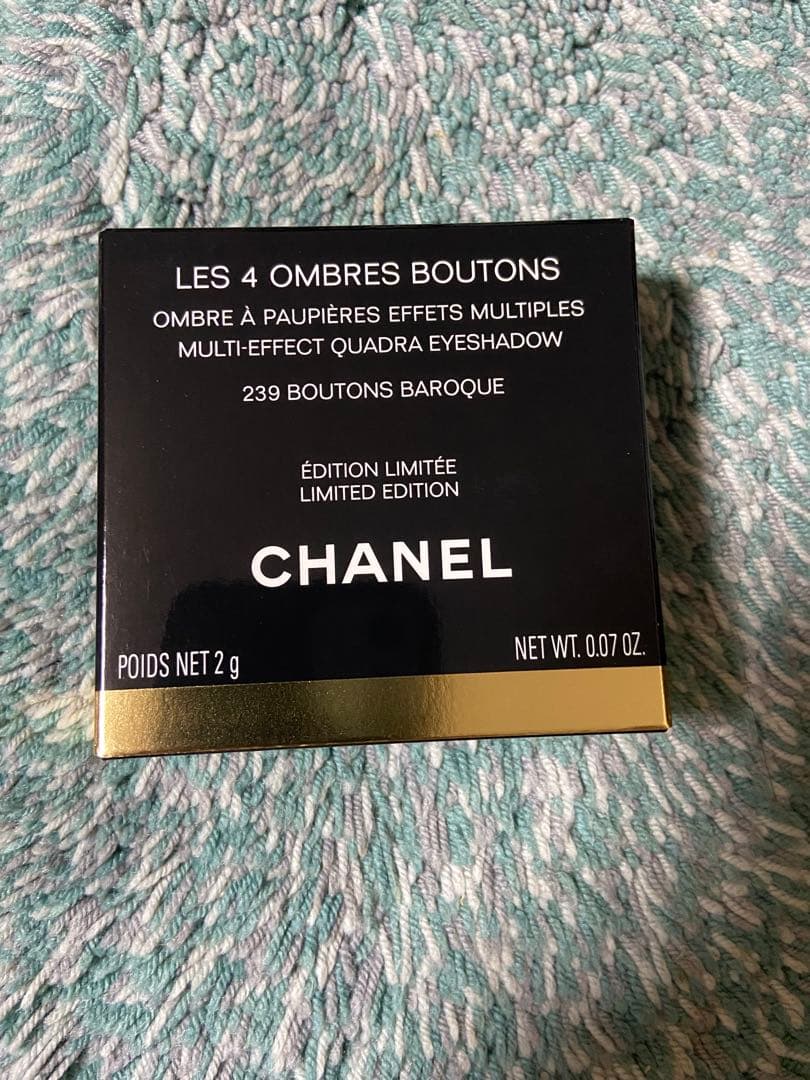 LES 4 OMBRES BOUTONS
OMBRE À PAUPIÈRES EFFETS MULTIPLES
MULTI-EFFECT QUADRA EYESHADOW
239 BOUTONS BAROQUE
ÉDITION LIMITÉE
LIMITED EDITION
CHANEL
POIDS NET 2 g
NET WT. 0.07 OZ.